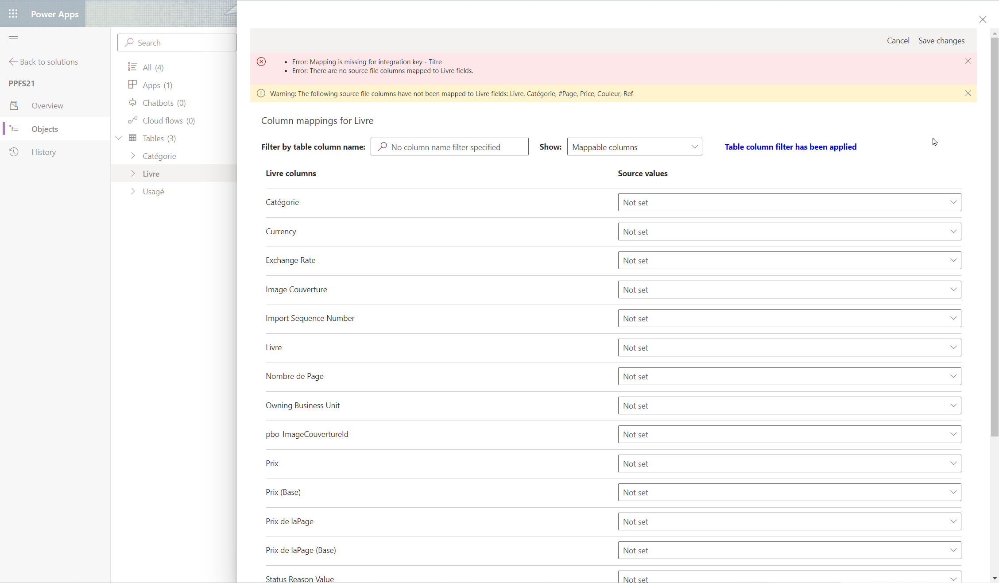 Power Apps
Back to solutions
PPFS21
Overview
Objects
History
Search
All (4)
Apps (1)
Chatbots (0)
Cloud flows (0)
Tables (3)
Catégorie
Livre
Usagé
Cancel Save changes
• Error: Mapping is missing for integration key - Titre
• Error: There are no source file columns mapped to Livre fields.
Warning: The following source file columns have not been mapped to Livre fields: Livre, Catégorie, #Page, Price, Couleur, Ref
Column mappings for Livre
Filter by table column name: No column name filter specified Show: Mappable columns Table column filter has been applied
Livre columns Source values
Catégorie Not set
Currency Not set
Exchange Rate Not set
Image Couverture Not set
Import Sequence Number Not set
Livre Not set
Nombre de Page Not set
Owning Business Unit Not set
pbo_ImageCouvertureId Not set
Prix Not set
Prix (Base) Not set
Prix de laPage Not set
Prix de laPage (Base) Not set
Status Reason Value Not set